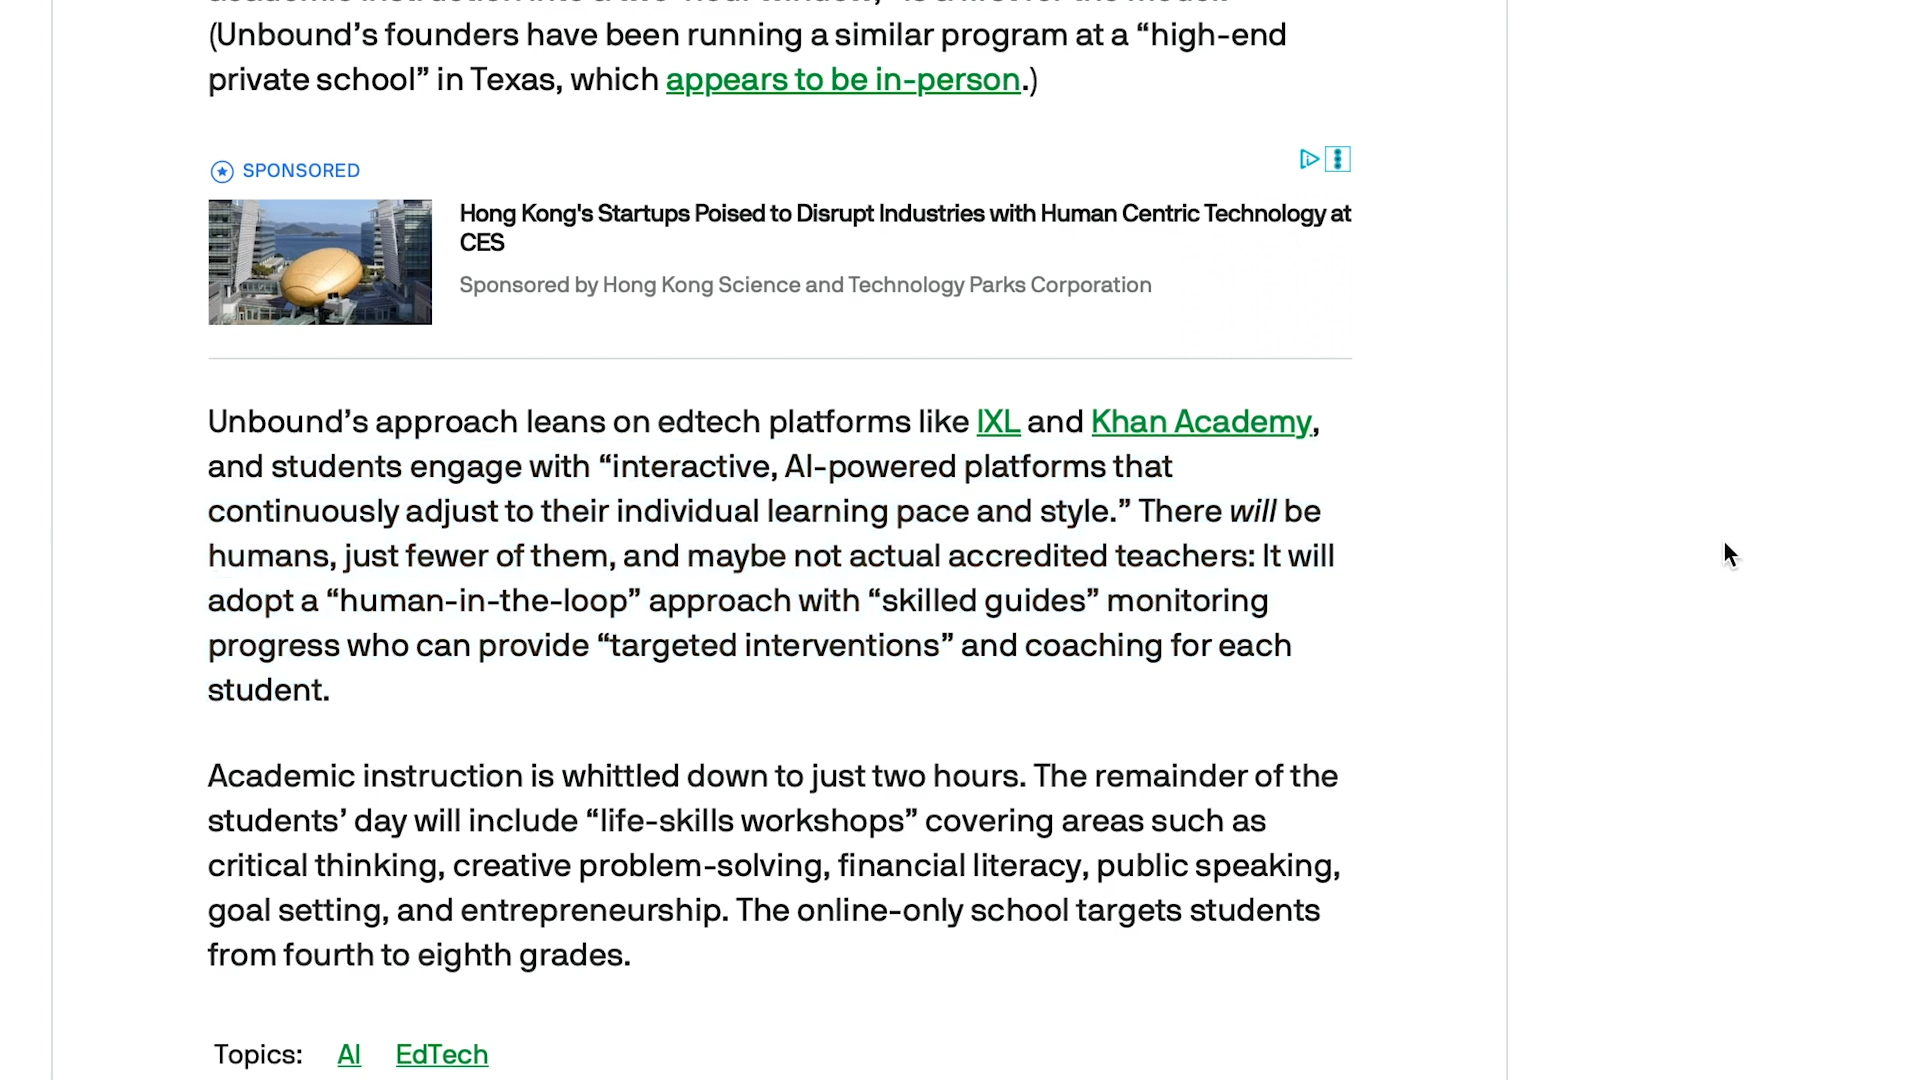 (Unbound’s founders have been running a similar program at a “high-end
private school” in Texas, which appears to be in-person.)
SPONSORED
Hong Kong's Startups Poised to Disrupt Industries with Human Centric Technology at
CES
Sponsored by Hong Kong Science and Technology Parks Corporation
Unbound’s approach leans on edtech platforms like IXL and Khan Academy,
and students engage with “interactive, AI-powered platforms that
continuously adjust to their individual learning pace and style.” There will be
humans, just fewer of them, and maybe not actual accredited teachers: It will
adopt a “human-in-the-loop” approach with “skilled guides” monitoring
progress who can provide “targeted interventions” and coaching for each
student.
Academic instruction is whittled down to just two hours. The remainder of the
students’ day will include “life-skills workshops” covering areas such as
critical thinking, creative problem-solving, financial literacy, public speaking,
goal setting, and entrepreneurship. The online-only school targets students
from fourth to eighth grades.
Topics: AI EdTech